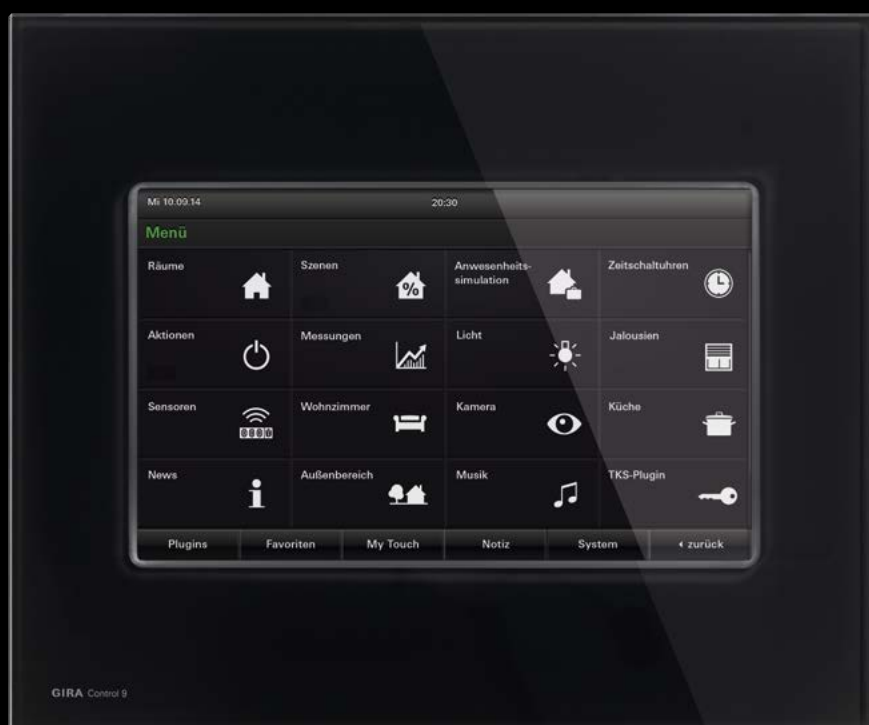 Mi 10.09.14
20:30
Menü
Räume
Szenen
Anwesenheits-
simulation
Zeitschaltuhren
Aktionen
Messungen
Licht
Jalousien
Sensoren
Wohnzimmer
Kamera
Küche
News
Außenbereich
Musik
TKS-Plugin
Plugins
Favoriten
My Touch
Notiz
System
zurück
GIRA Control 9